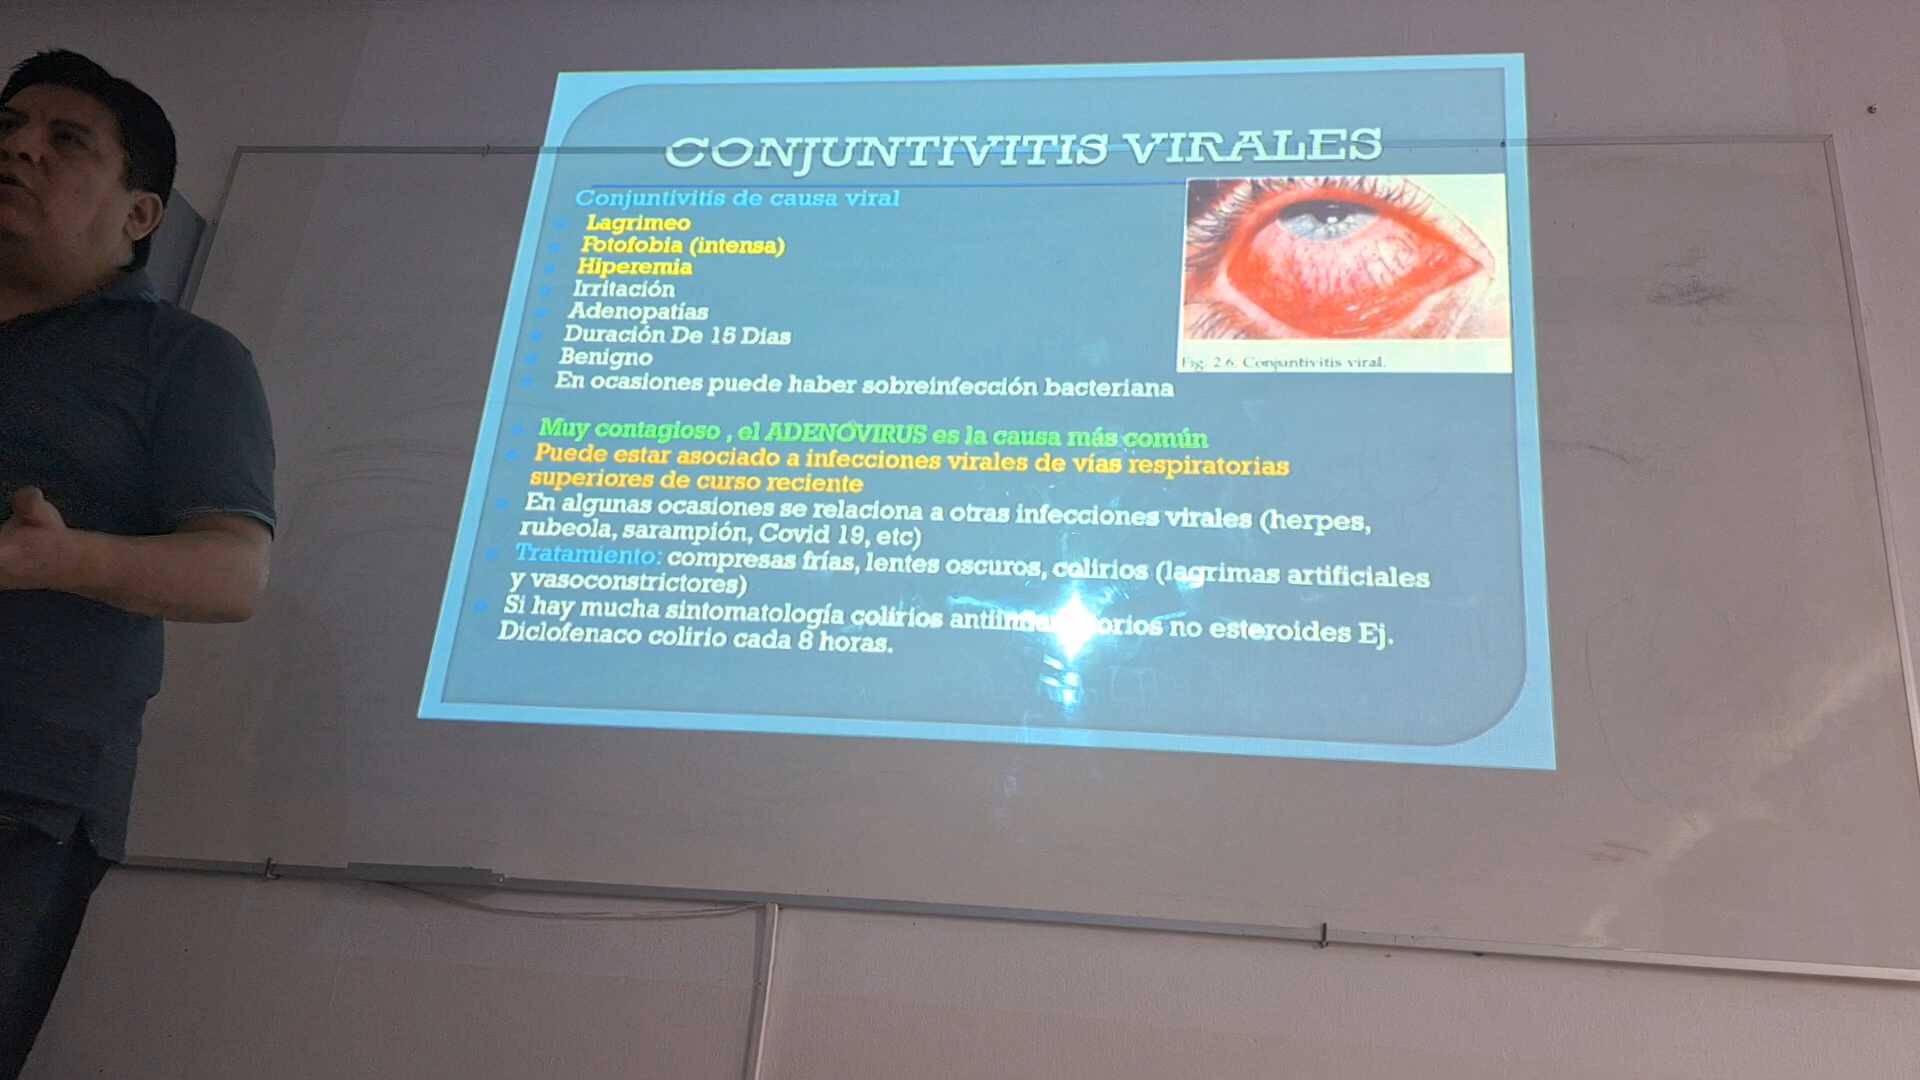 CONJUNTIVITIS VIRALES
Conjuntivitis de causa viral
Lagrimeo
Fotofobia (intensa)
Hiperemia
Irritación
Adenopatías
Duración De 15 Dias
Benigno
En ocasiones puede haber sobreinfección bacteriana
Fig. 2.6. Conjuntivitis viral.
Muy contagioso , el ADENOVIRUS es la causa más común
Puede estar asociado a infecciones virales de vías respiratorias
superiores de curso reciente
En algunas ocasiones se relaciona a otras infecciones virales (herpes,
rubeola, sarampión, Covid 19, etc)
Tratamiento: compresas frías, lentes oscuros, colirios (lagrimas artificiales
y vasoconstrictores)
Si hay mucha sintomatología colirios no esteroides Ej.
Diclofenaco colirio cada 8 horas.